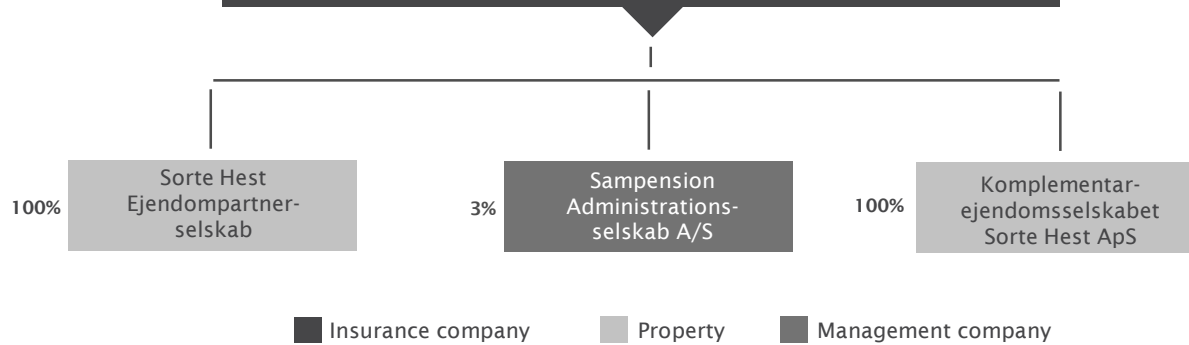 100%
Sorte Hest
Ejendompartner-
selskab
3%
Sampension
Administrations-
selskab A/S
100%
Komplementar-
ejendomsselskabet
Sorte Hest ApS
Insurance company
Property
Management company